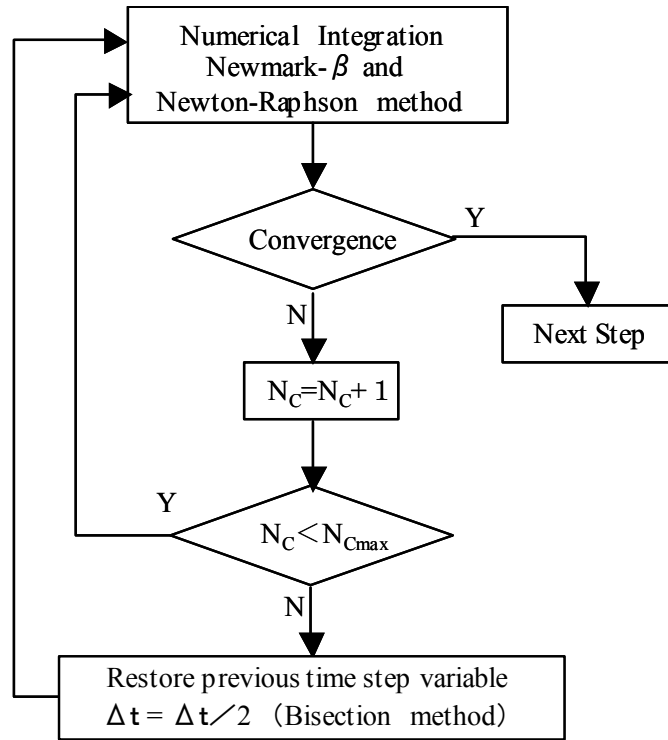 Numerical Integration
Newmark-β and
Newton-Raphson method
Convergence
Y
N
Next Step
N_C=N_C+1
Y
N_C＜N_Cmax
N
Restore previous time step variable
Δt = Δt／2 (Bisection method)